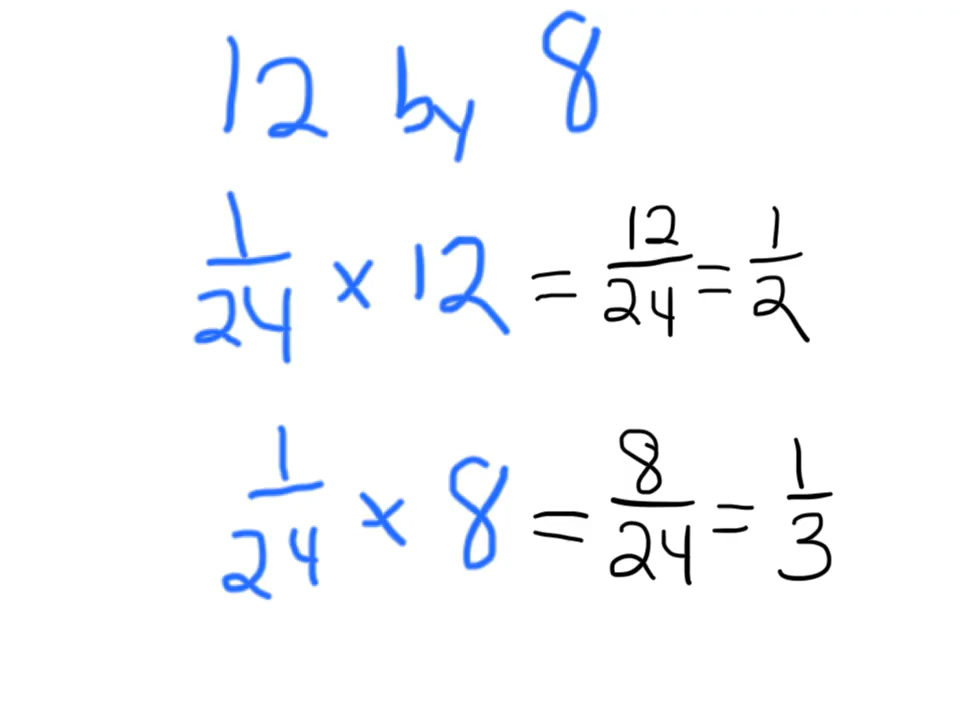 12 by 8
1/24 x 12 = 12/24 = 1/2
1/24 x 8 = 8/24 = 1/3